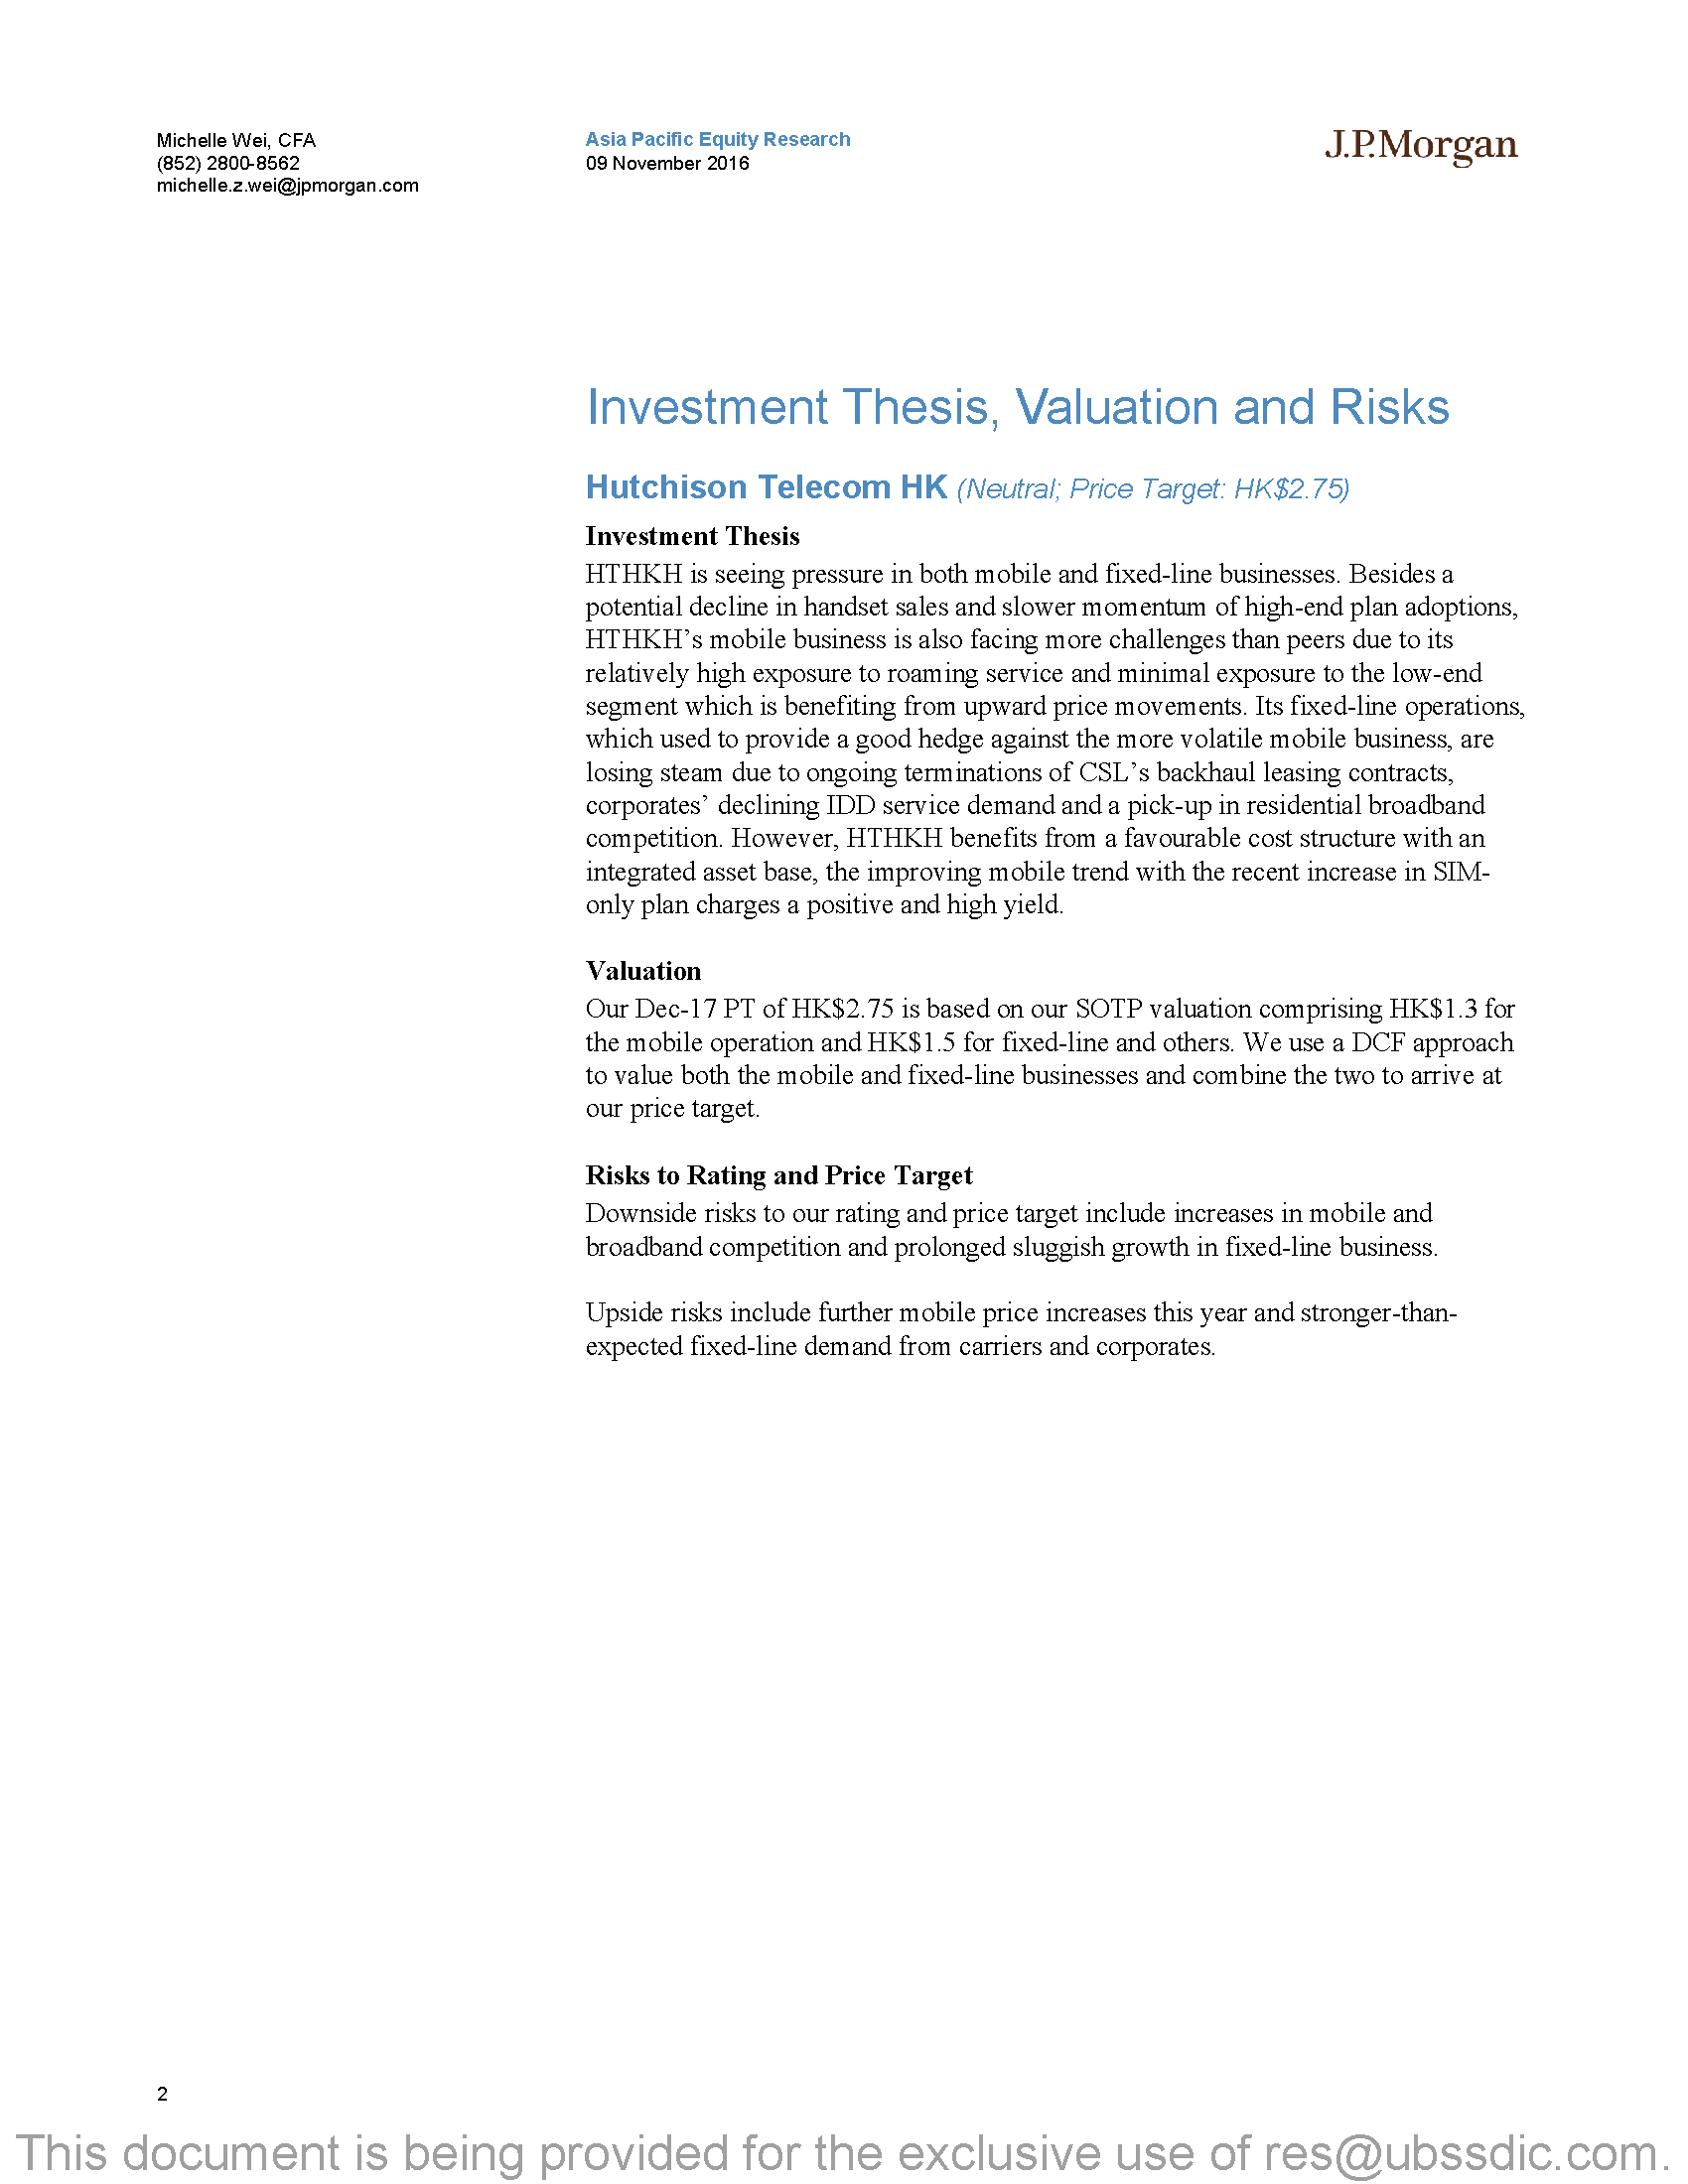 Michelle Wei, CFA
(852) 2800-8562
michelle.z.wei@jpmorgan.com
Asia Pacific Equity Research
09 November 2016
J.P.Morgan
Investment Thesis, Valuation and Risks
Hutchison Telecom HK (Neutral; Price Target: HK$2.75)
Investment Thesis
HTHKH is seeing pressure in both mobile and fixed-line businesses. Besides a
potential decline in handset sales and slower momentum of high-end plan adoptions,
HTHKH’s mobile business is also facing more challenges than peers due to its
relatively high exposure to roaming service and minimal exposure to the low-end
segment which is benefiting from upward price movements. Its fixed-line operations,
which used to provide a good hedge against the more volatile mobile business, are
losing steam due to ongoing terminations of CSL’s backhaul leasing contracts,
corporates’ declining IDD service demand and a pick-up in residential broadband
competition. However, HTHKH benefits from a favourable cost structure with an
integrated asset base, the improving mobile trend with the recent increase in SIM-
only plan charges a positive and high yield.
Valuation
Our Dec-17 PT of HK$2.75 is based on our SOTP valuation comprising HK$1.3 for
the mobile operation and HK$1.5 for fixed-line and others. We use a DCF approach
to value both the mobile and fixed-line businesses and combine the two to arrive at
our price target.
Risks to Rating and Price Target
Downside risks to our rating and price target include increases in mobile and
broadband competition and prolonged sluggish growth in fixed-line business.
Upside risks include further mobile price increases this year and stronger-than-
expected fixed-line demand from carriers and corporates.
2
This document is being provided for the exclusive use of res@ubssdic.com.